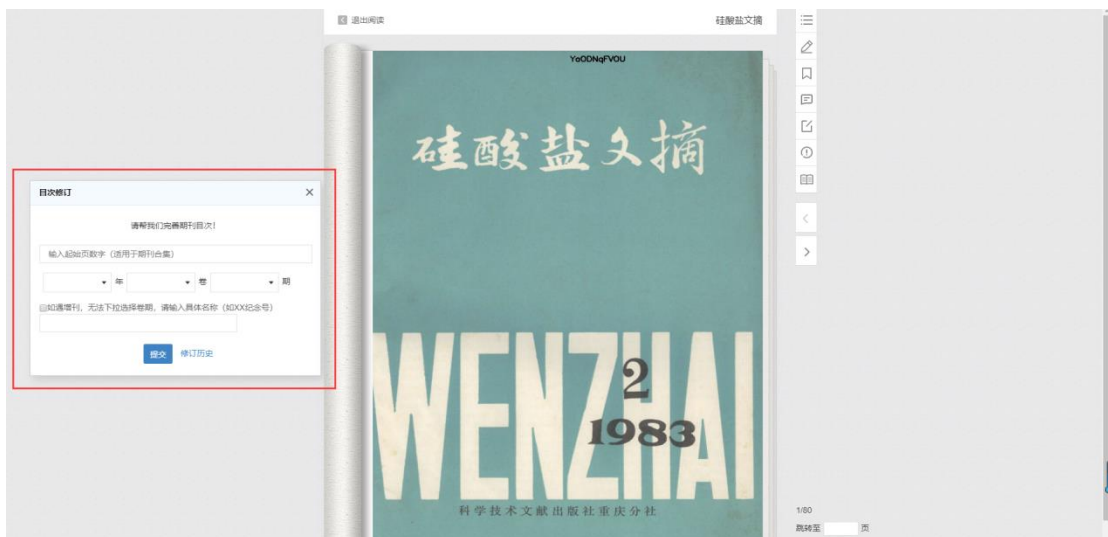 退出阅读
硅酸盐文摘
YoODNqFVOU
硅酸盐文摘
目次修订
请帮我们完善期刊目次!
输入起始页数字（适用于期刊合集）
年 卷 期
如遇增刊、无法下拉选择卷期，请输入具体名称（如XX纪念号）
提交 修订历史
WENZHAI
2
1983
科学技术文献出版社重庆分社
1/80
跳转至 页